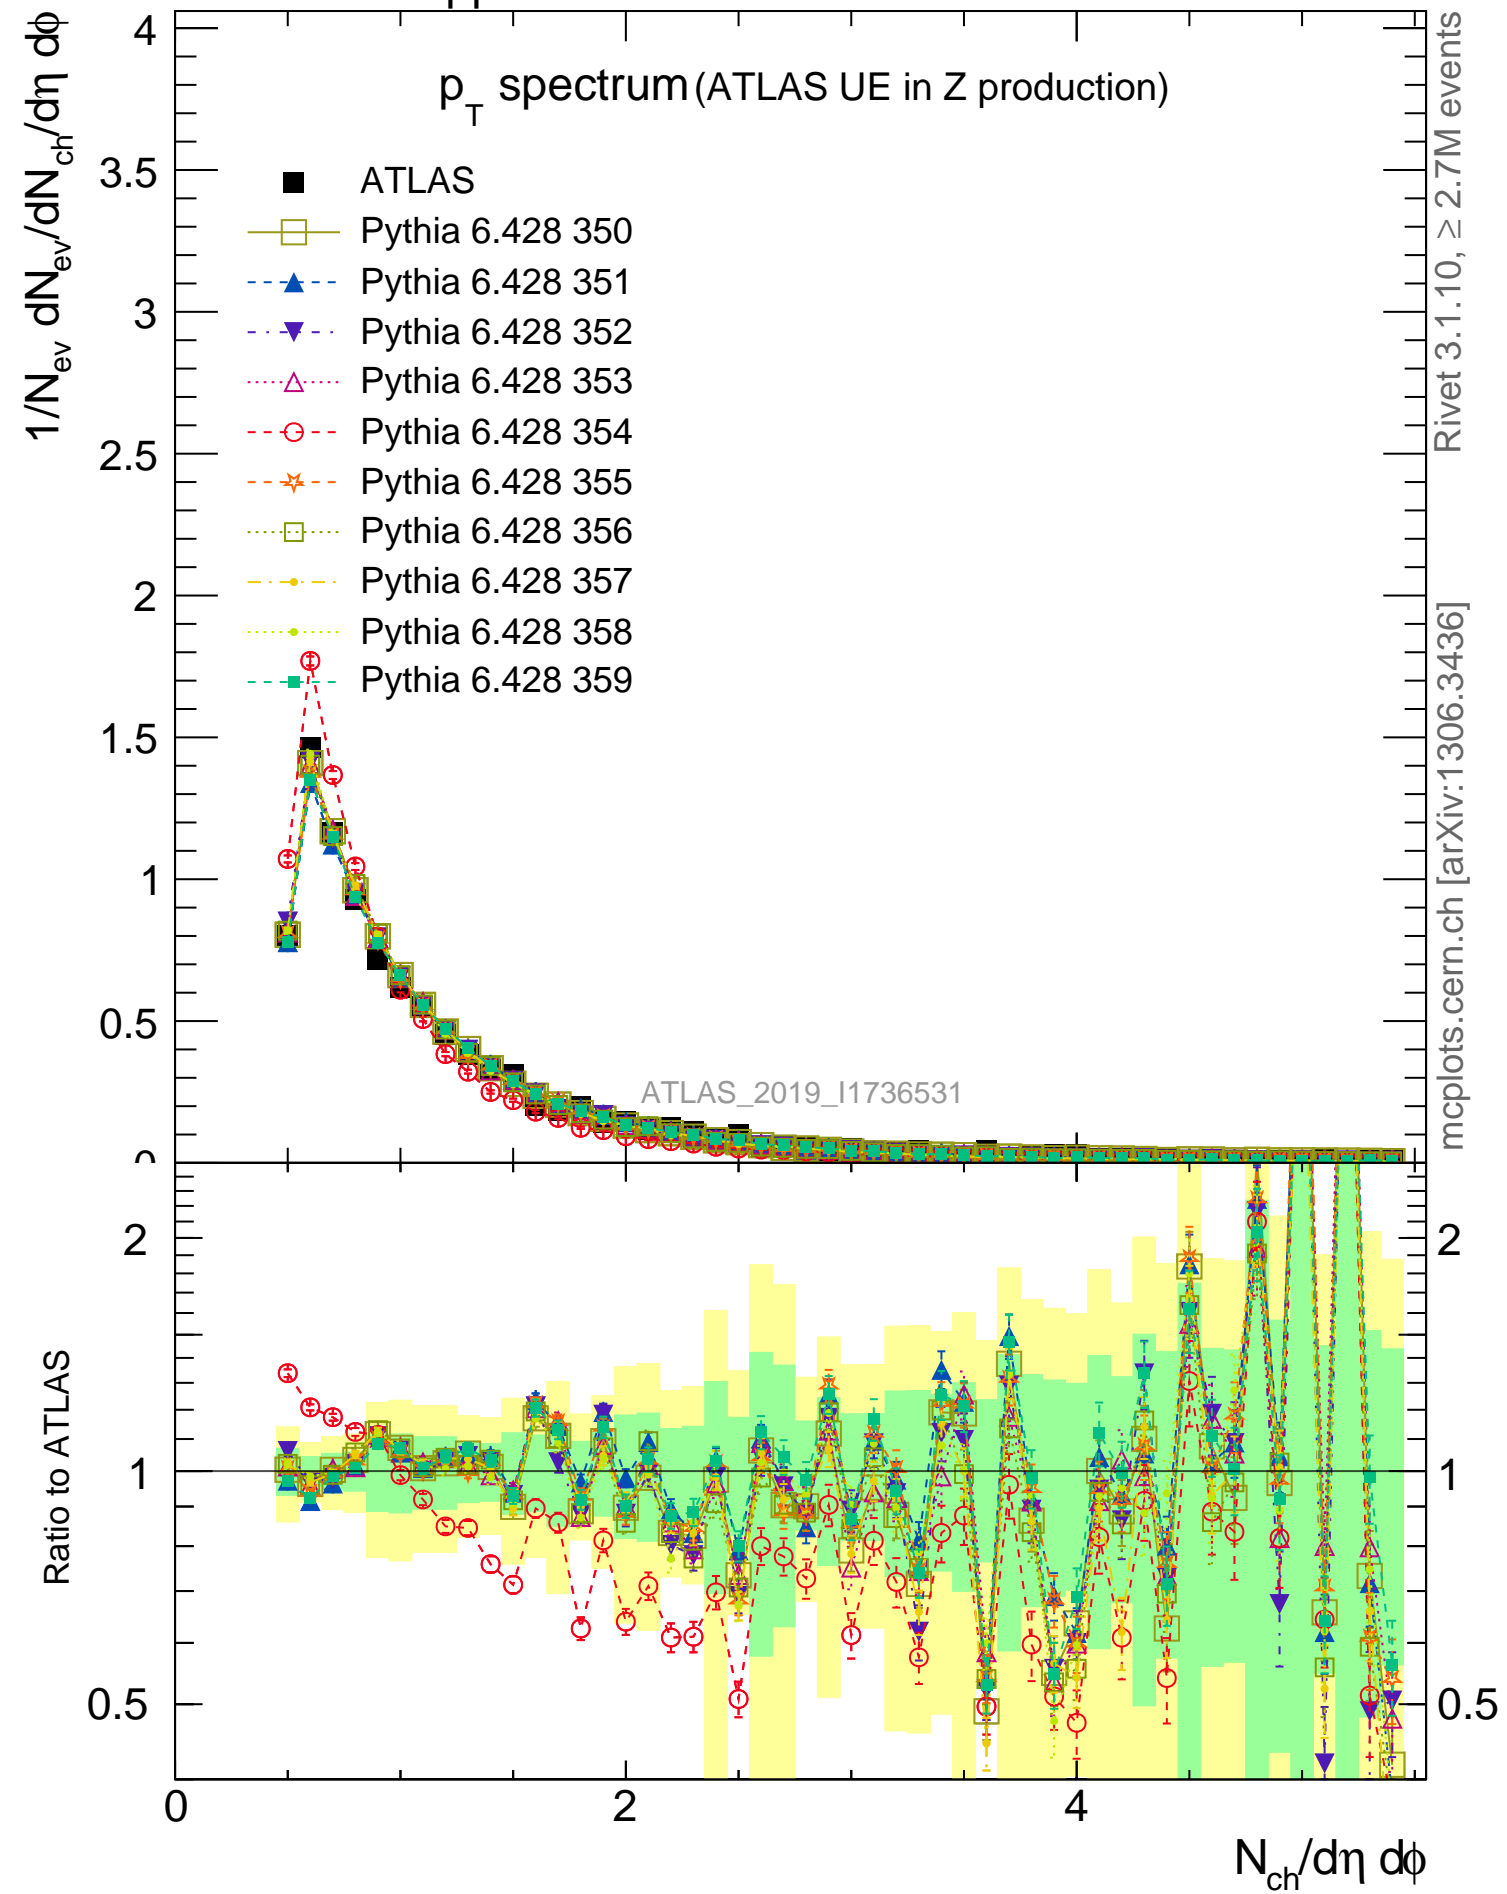 p_T spectrum (ATLAS UE in Z production)
1/N_ev dN_ev/dN_ch/dη dϕ
4
3.5
3
2.5
2
1.5
1
0.5
0
ATLAS
Pythia 6.428 350
Pythia 6.428 351
Pythia 6.428 352
Pythia 6.428 353
Pythia 6.428 354
Pythia 6.428 355
Pythia 6.428 356
Pythia 6.428 357
Pythia 6.428 358
Pythia 6.428 359
ATLAS_2019_I1736531
Rivet 3.1.10, ≥ 2.7M events
mcplots.cern.ch [arXiv:1306.3436]
Ratio to ATLAS
2
1
0.5
2
1
0.5
0
2
4
N_ch/dη dϕ